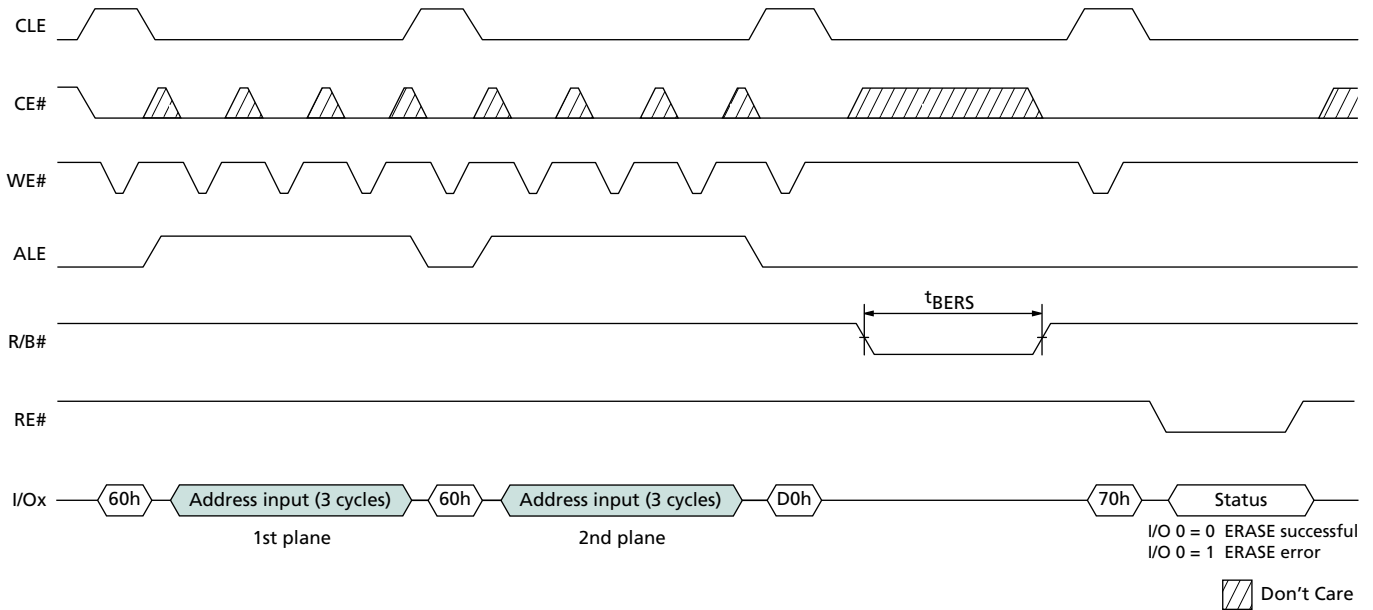 CLE
CE#
WE#
ALE
tBERS
R/B#
RE#
I/Ox 60h Address input (3 cycles) 60h Address input (3 cycles) D0h 70h Status
1st plane 2nd plane
I/O 0 = 0 ERASE successful
I/O 0 = 1 ERASE error
Don't Care